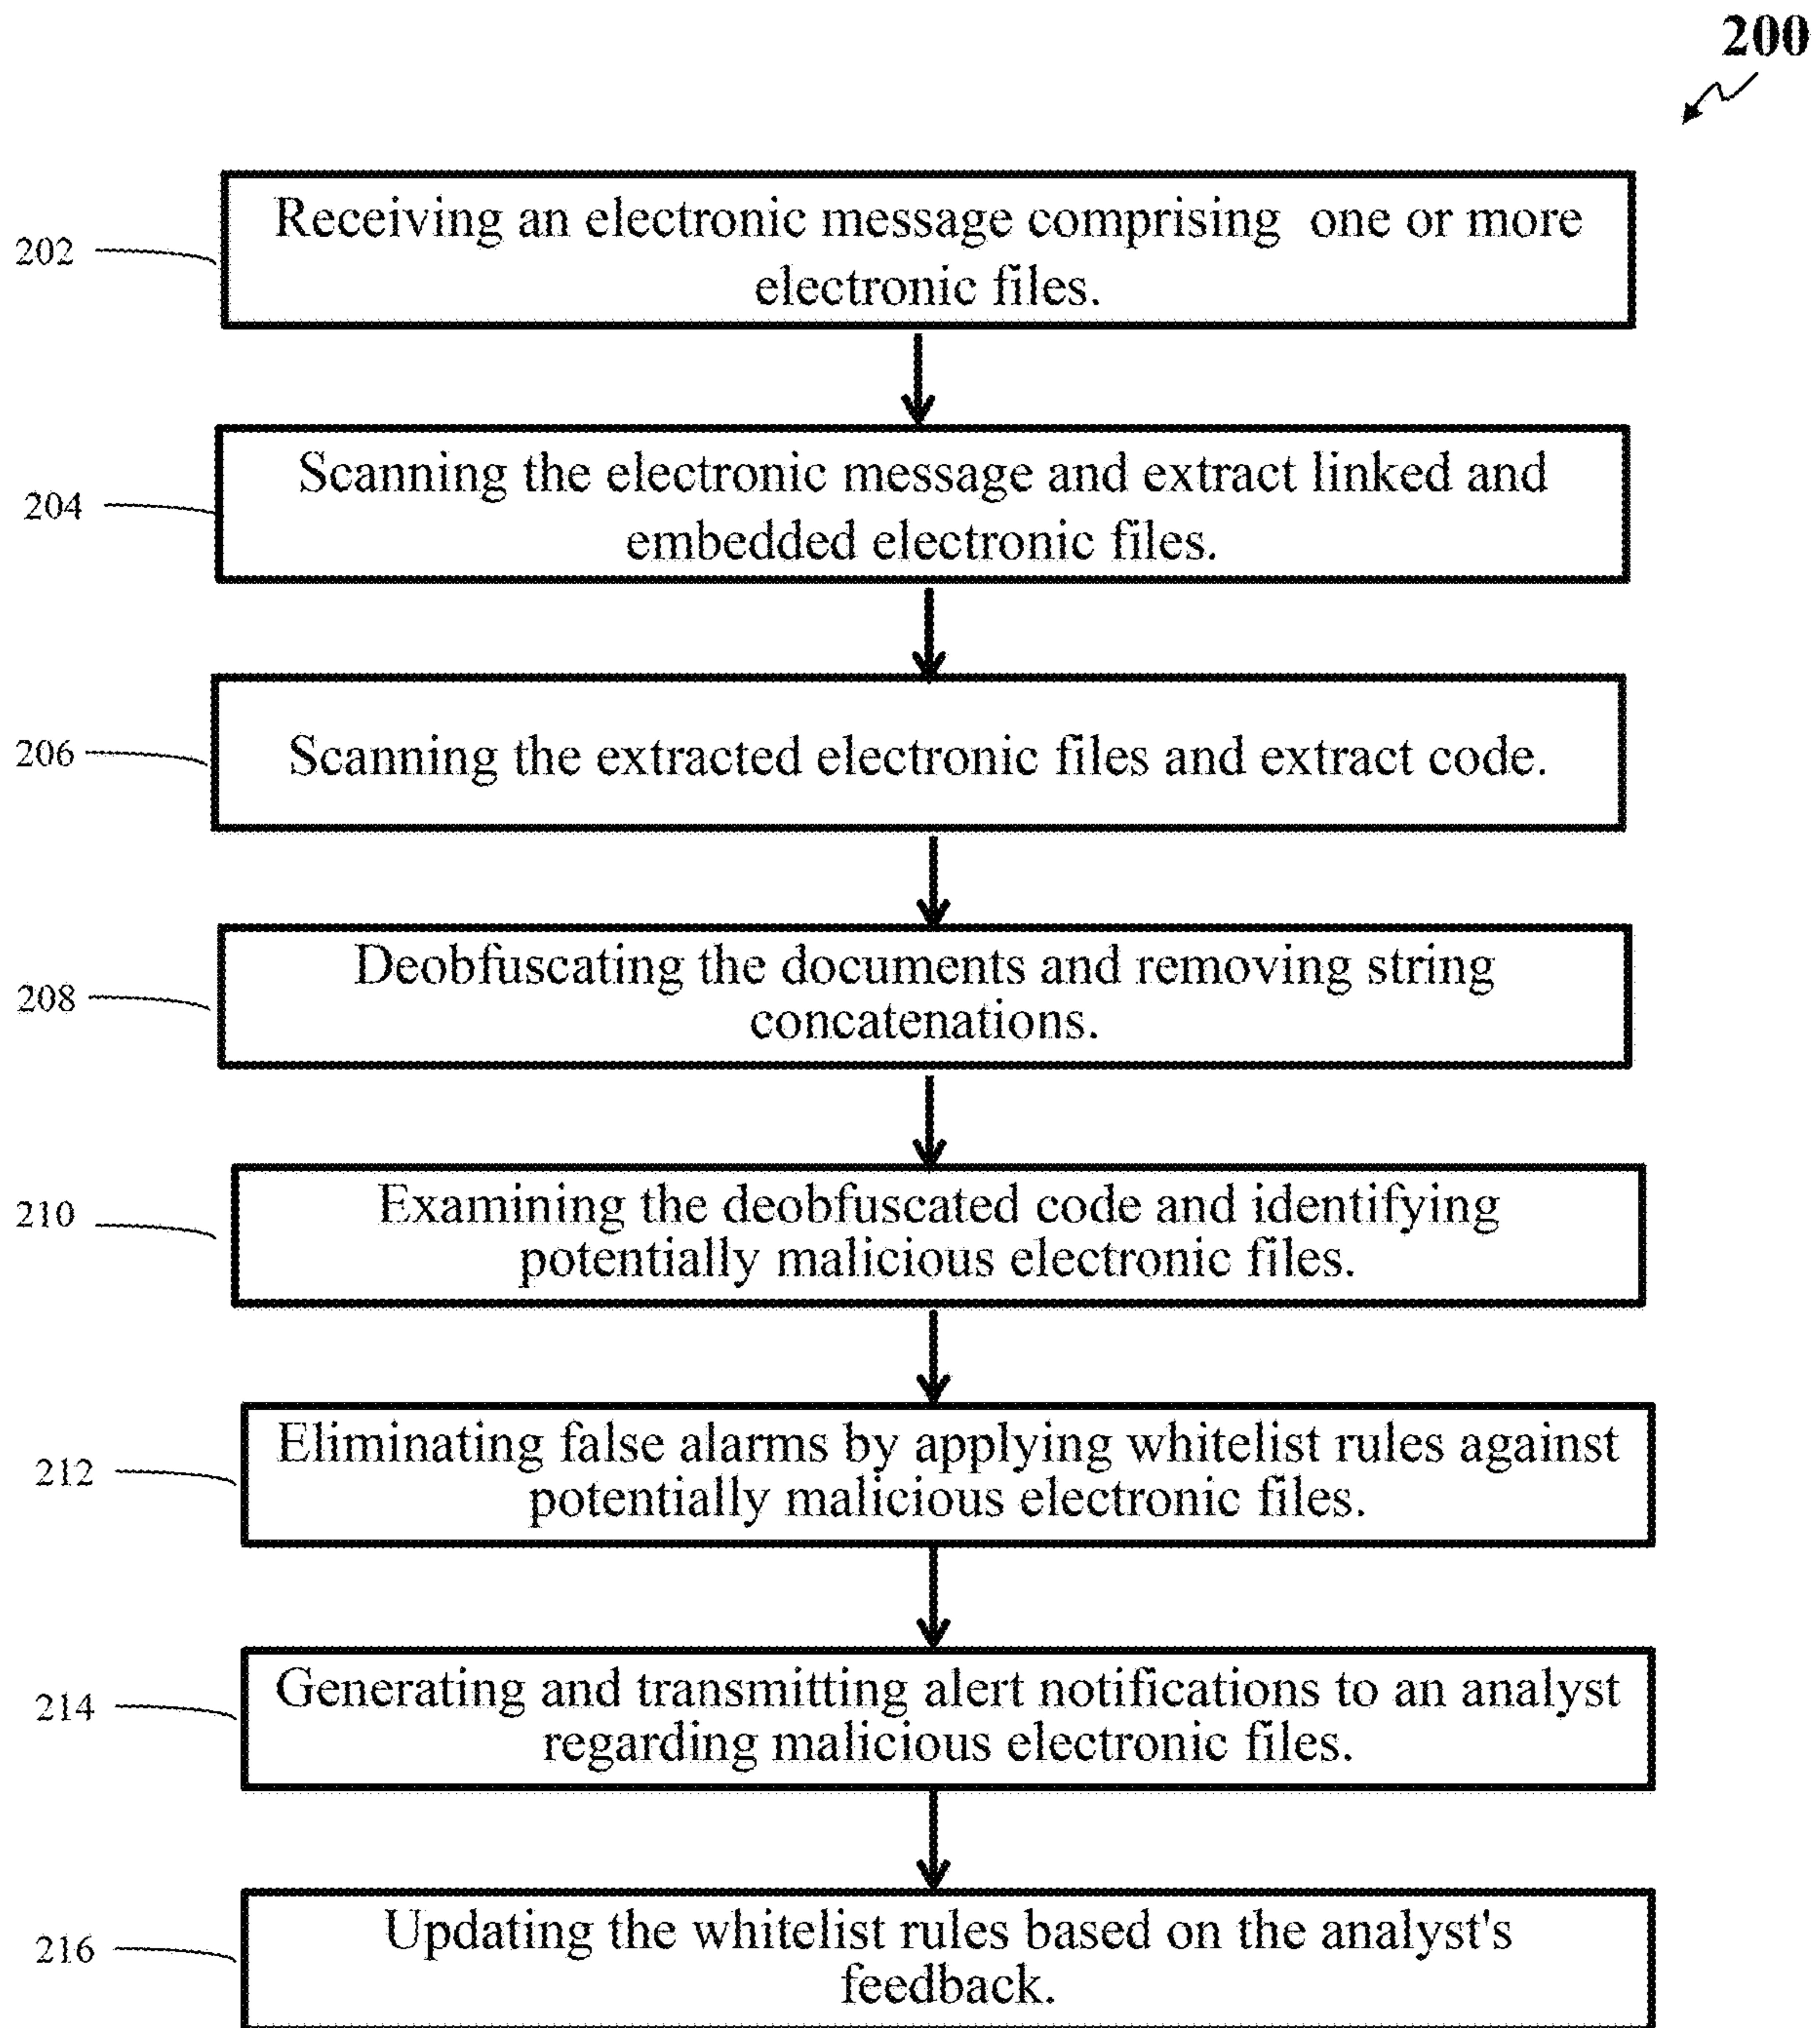 200
202
Receiving an electronic message comprising one or more
electronic files.
204
Scanning the electronic message and extract linked and
embedded electronic files.
206
Scanning the extracted electronic files and extract code.
208
Deobfuscating the documents and removing string
concatenations.
210
Examining the deobfuscated code and identifying
potentially malicious electronic files.
212
Eliminating false alarms by applying whitelist rules against
potentially malicious electronic files.
214
Generating and transmitting alert notifications to an analyst
regarding malicious electronic files.
216
Updating the whitelist rules based on the analyst's
feedback.